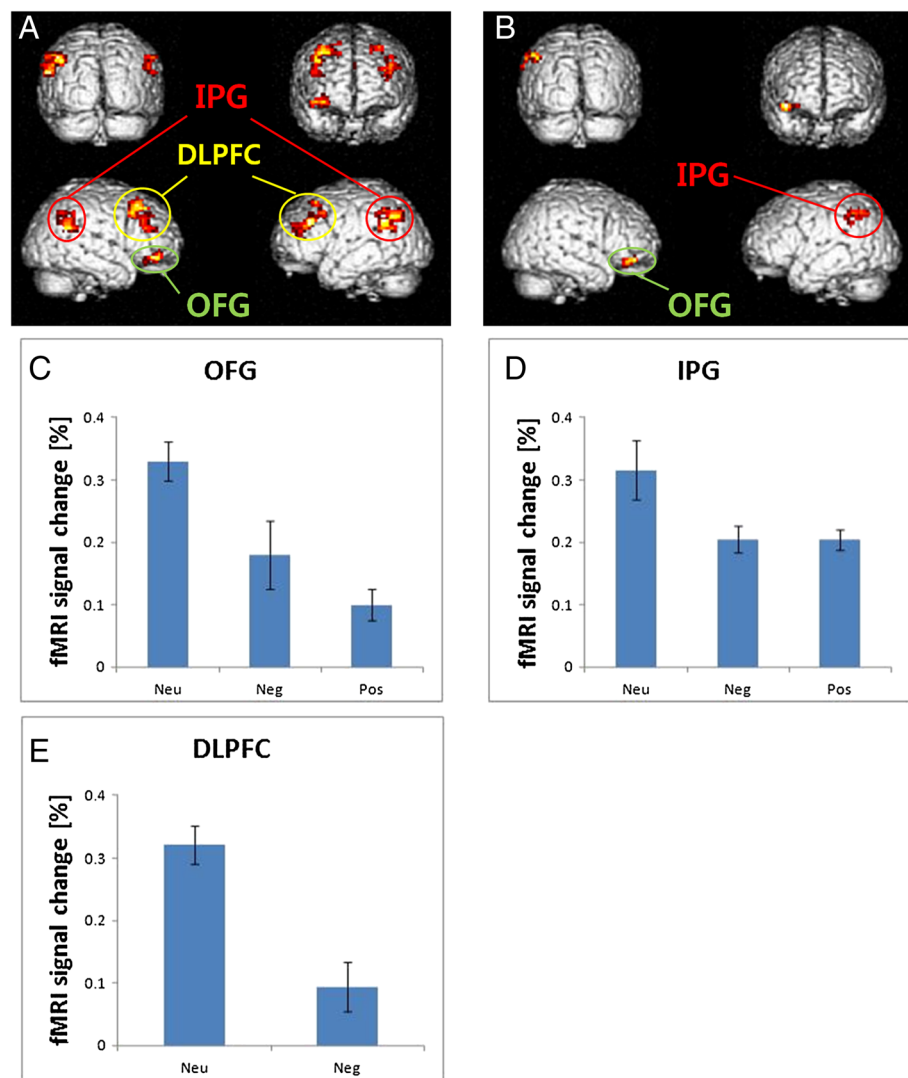 A
IPG
DLPFC
OFG
B
IPG
OFG
C
OFG
fMRI signal change [%]
0.4
0.3
0.2
0.1
0
Neu Neg Pos
D
IPG
fMRI signal change [%]
0.4
0.3
0.2
0.1
0
Neu Neg Pos
E
DLPFC
fMRI signal change [%]
0.4
0.3
0.2
0.1
0
Neu Neg